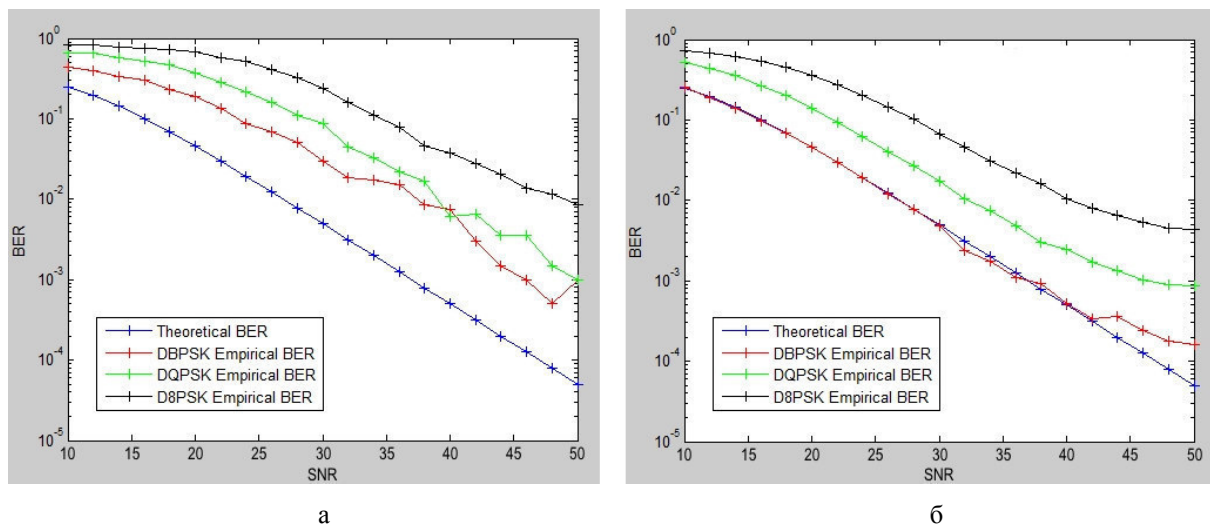 10^0
10^-1
10^-2
10^-3
10^-4
10^-5
BER
Theoretical BER
DBPSK Empirical BER
DQPSK Empirical BER
D8PSK Empirical BER
10 15 20 25 30 35 40 45 50
SNR
а
10^0
10^-1
10^-2
10^-3
10^-4
10^-5
BER
Theoretical BER
DBPSK Empirical BER
DQPSK Empirical BER
D8PSK Empirical BER
10 15 20 25 30 35 40 45 50
SNR
б